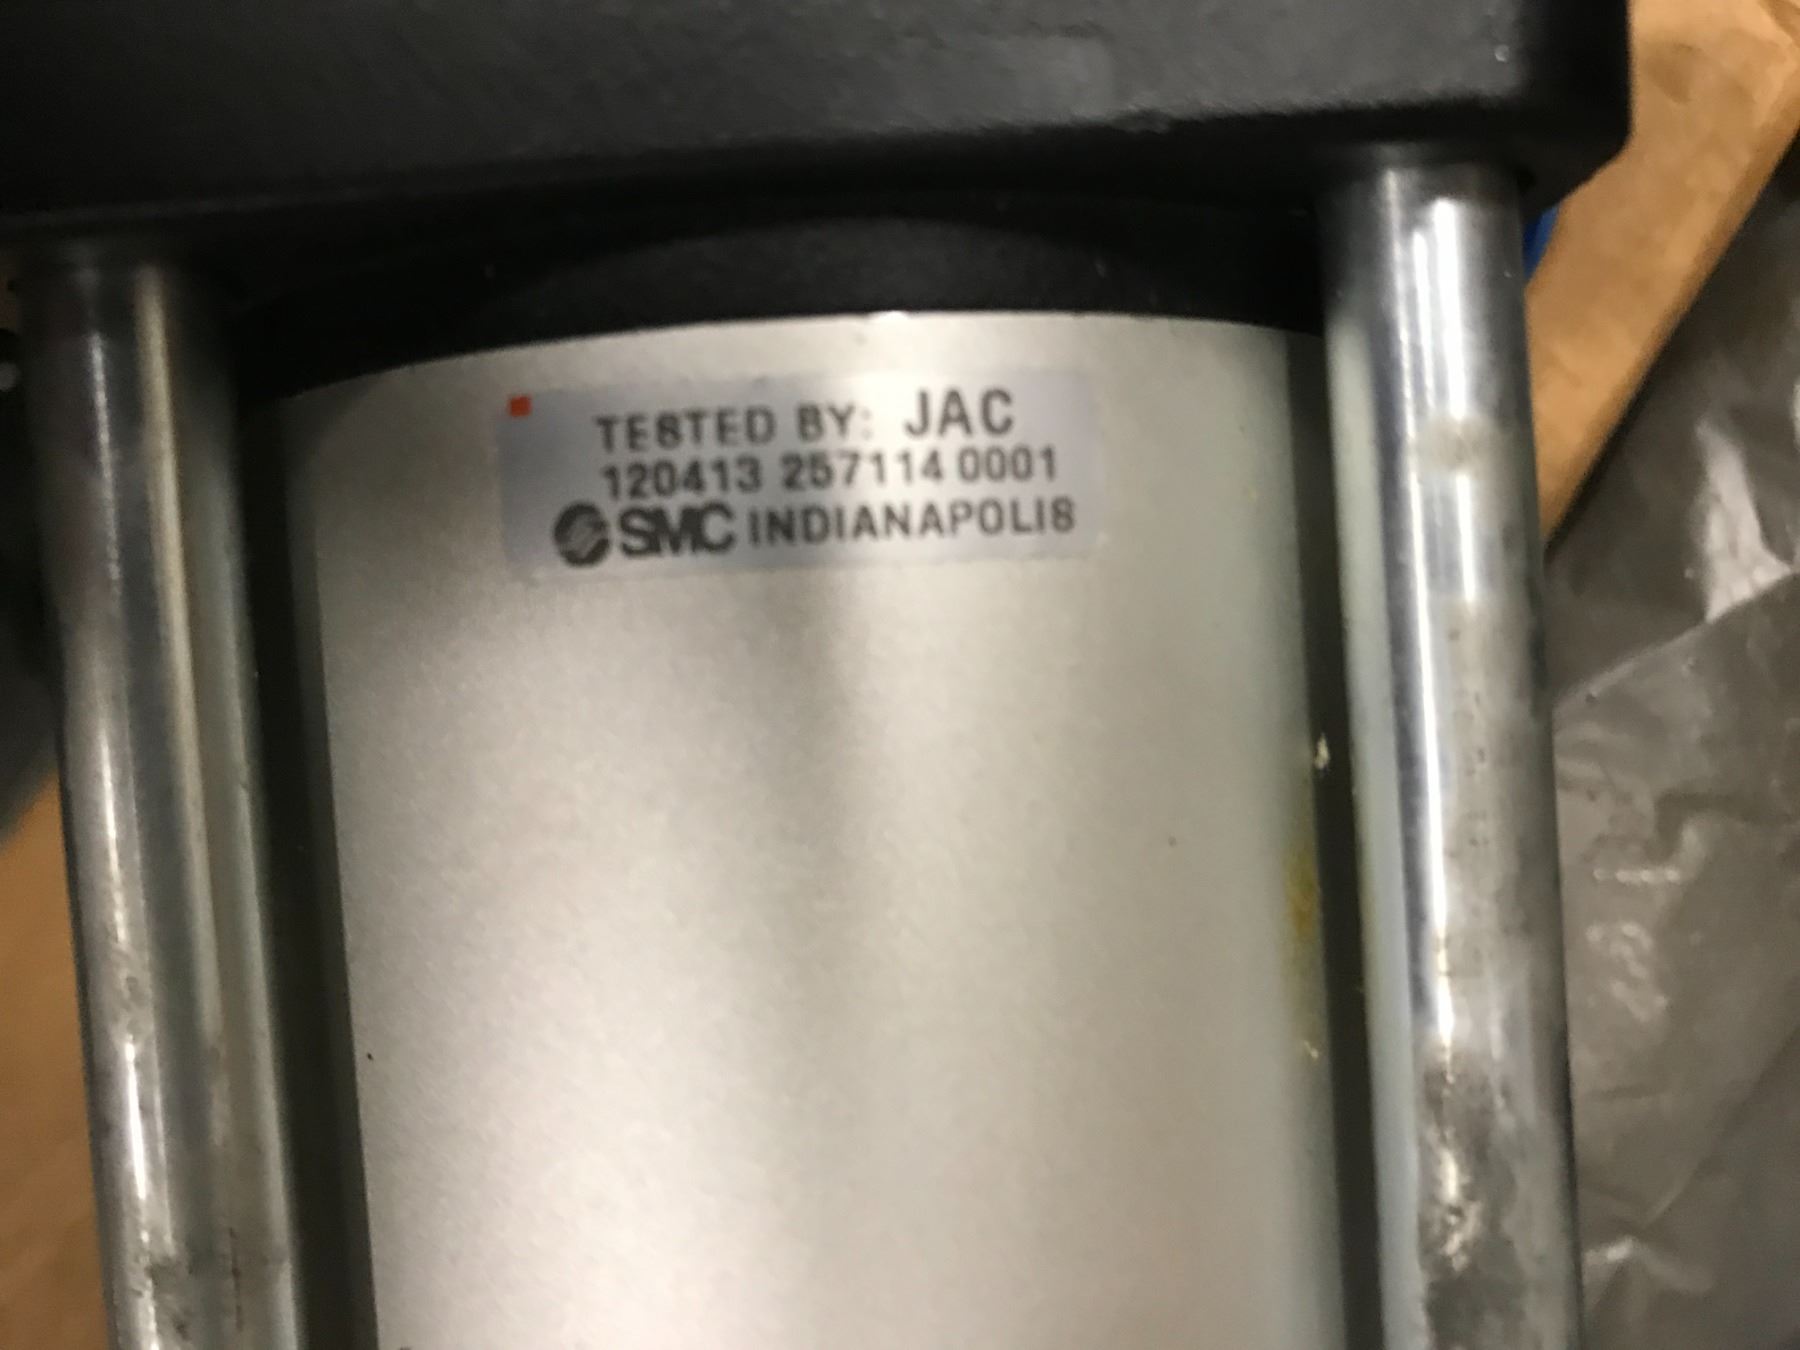 TESTED BY: JAC
120413 257114 0001
SMC INDIANAPOLIS